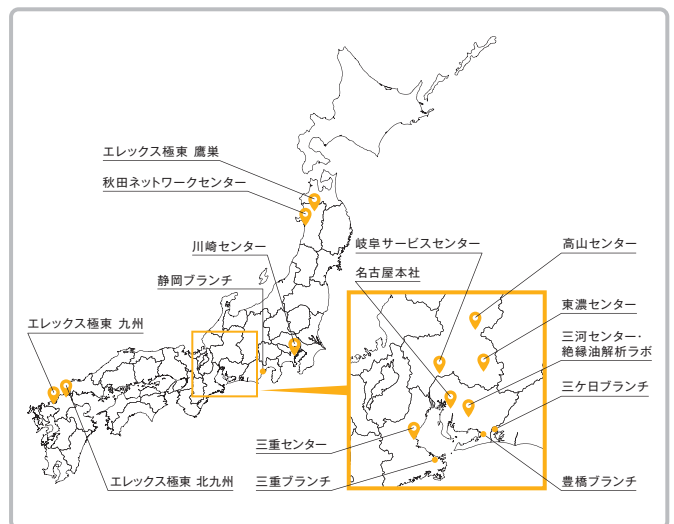 エレックス極東 鷹巣
秋田ネットワークセンター
川崎センター
岐阜サービスセンター
高山センター
静岡ブランチ
名古屋本社
東濃センター
エレックス極東 九州
三河センター・
絶縁油解析ラボ
三ケ日ブランチ
三重センター
エレックス極東 北九州
三重ブランチ
豊橋ブランチ